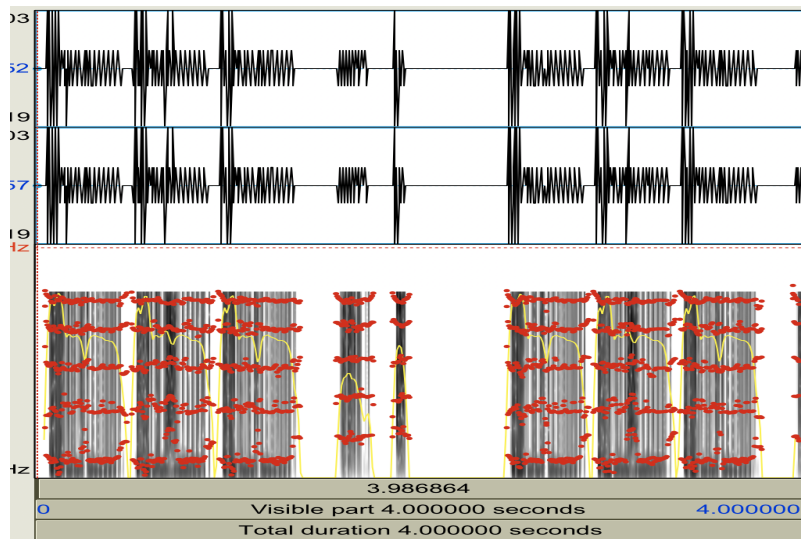 03
52
19
03
57
19
Hz
Hz
3.986864
0 Visible part 4.000000 seconds 4.000000
Total duration 4.000000 seconds